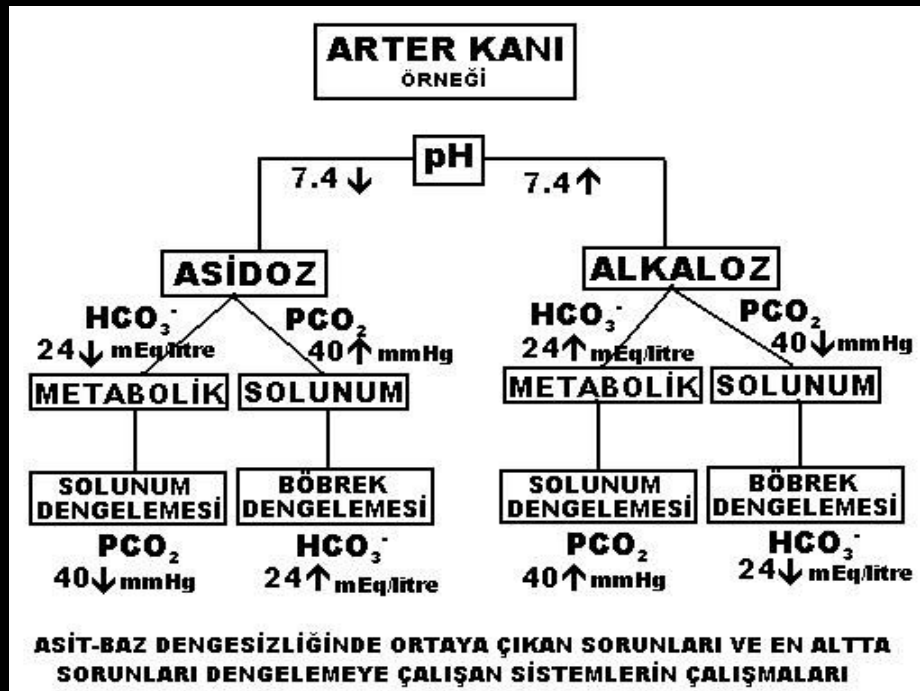 ARTER KANI
ÖRNEĞİ
pH
7.4 ↓
7.4 ↑
ASİDOZ
ALKALOZ
HCO₃⁻
24 ↓ mEq/litre
PCO₂
40 ↑ mmHg
HCO₃⁻
24 ↑ mEq/litre
PCO₂
40 ↓ mmHg
METABOLİK
SOLUNUM
METABOLİK
SOLUNUM
SOLUNUM
DENGELEMESİ
BÖBREK
DENGELEMESİ
SOLUNUM
DENGELEMESİ
BÖBREK
DENGELEMESİ
PCO₂
40 ↓ mmHg
HCO₃⁻
24 ↑ mEq/litre
PCO₂
40 ↑ mmHg
HCO₃⁻
24 ↓ mEq/litre
ASİT-BAZ DENGESİZLİĞİNDE ORTAYA ÇIKAN SORUNLARI VE EN ALTTA
SORUNLARI DENGELEMEYE ÇALIŞAN SİSTEMLERİN ÇALIŞMALARI